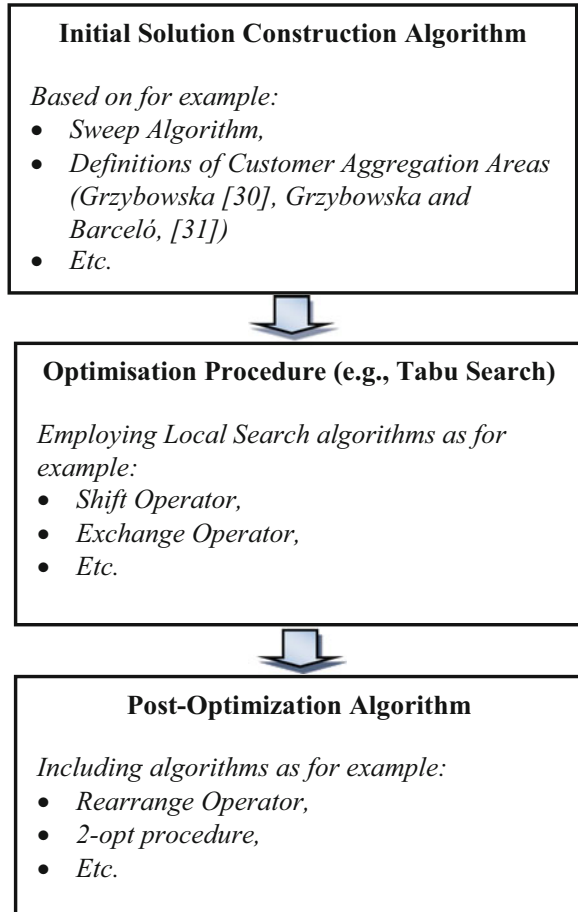 Initial Solution Construction Algorithm
Based on for example:
• Sweep Algorithm,
• Definitions of Customer Aggregation Areas
(Grzybowska [30], Grzybowska and
Barceló, [31])
• Etc.
Optimisation Procedure (e.g., Tabu Search)
Employing Local Search algorithms as for
example:
• Shift Operator,
• Exchange Operator,
• Etc.
Post-Optimization Algorithm
Including algorithms as for example:
• Rearrange Operator,
• 2-opt procedure,
• Etc.